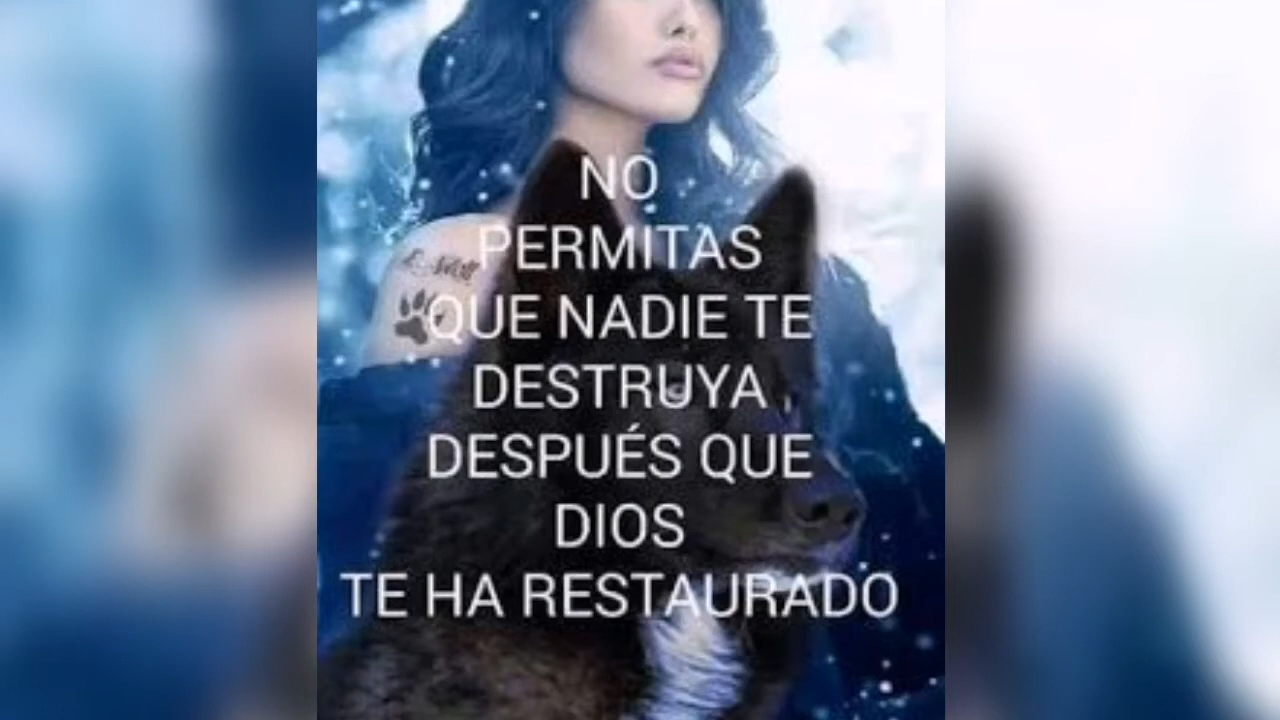 NO
PERMITAS
QUE NADIE TE
DESTRUYA
DESPUÉS QUE
DIOS
TE HA RESTAURADO